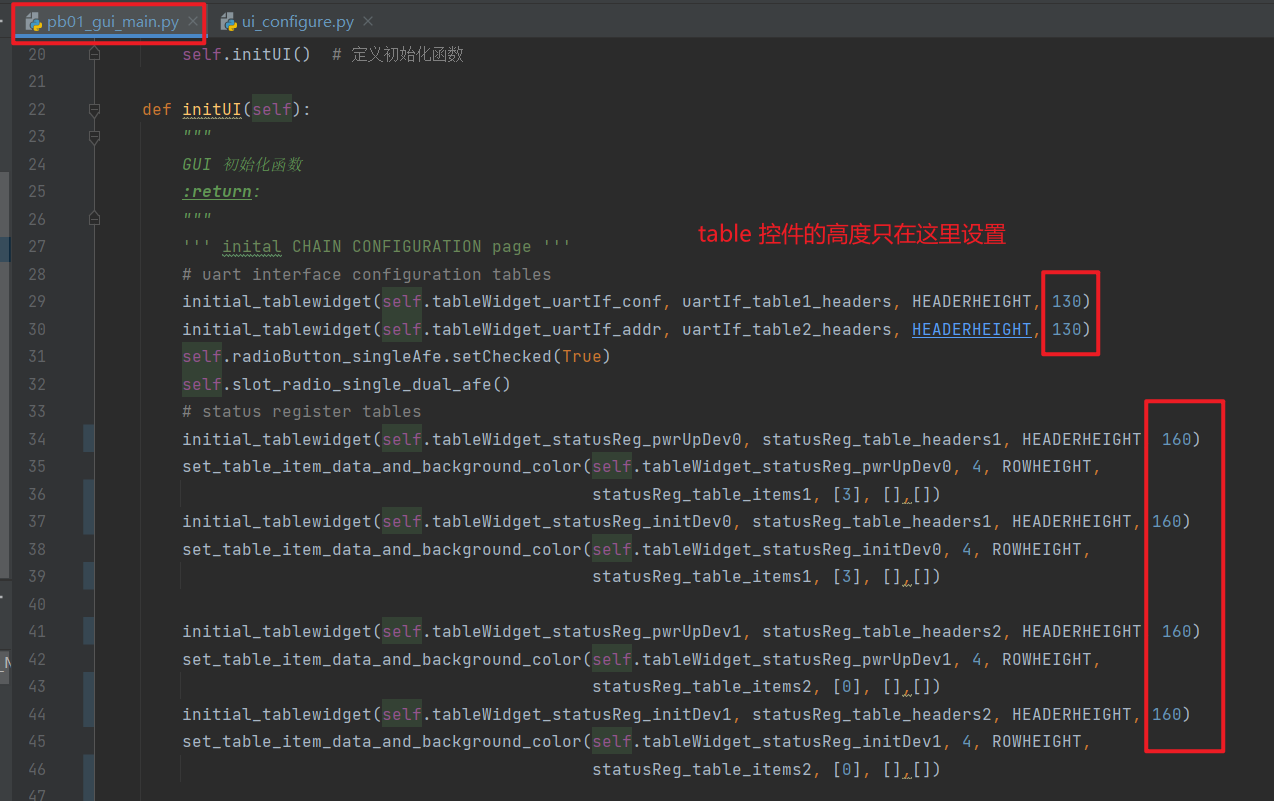 pb01_gui_main.py × ui_configure.py ×
20 self.initUI()  # 定义初始化函数
21
22 def initUI(self):
23 """
24 GUI 初始化函数
25 :return:
26 """
table 控件的高度只在这里设置
27 ''' inital CHAIN CONFIGURATION page '''
28 # uart interface configuration tables
29 initial_tablewidget(self.tableWidget_uartIf_conf, uartIf_table1_headers, HEADERHEIGHT, 130)
30 initial_tablewidget(self.tableWidget_uartIf_addr, uartIf_table2_headers, HEADERHEIGHT, 130)
31 self.radioButton_singleAfe.setChecked(True)
32 self.slot_radio_single_dual_afe()
33 # status register tables
34 initial_tablewidget(self.tableWidget_statusReg_pwrUpDev0, statusReg_table_headers1, HEADERHEIGHT 160)
35 set_table_item_data_and_background_color(self.tableWidget_statusReg_pwrUpDev0, 4, ROWHEIGHT,
36 statusReg_table_items1, [3], [],[])
37 initial_tablewidget(self.tableWidget_statusReg_initDev0, statusReg_table_headers1, HEADERHEIGHT, 160)
38 set_table_item_data_and_background_color(self.tableWidget_statusReg_initDev0, 4, ROWHEIGHT,
39 statusReg_table_items1, [3], [],[])
40
41 initial_tablewidget(self.tableWidget_statusReg_pwrUpDev1, statusReg_table_headers2, HEADERHEIGHT 160)
42 set_table_item_data_and_background_color(self.tableWidget_statusReg_pwrUpDev1, 4, ROWHEIGHT,
43 statusReg_table_items2, [0], [],[])
44 initial_tablewidget(self.tableWidget_statusReg_initDev1, statusReg_table_headers2, HEADERHEIGHT, 160)
45 set_table_item_data_and_background_color(self.tableWidget_statusReg_initDev1, 4, ROWHEIGHT,
46 statusReg_table_items2, [0], [],[])
47